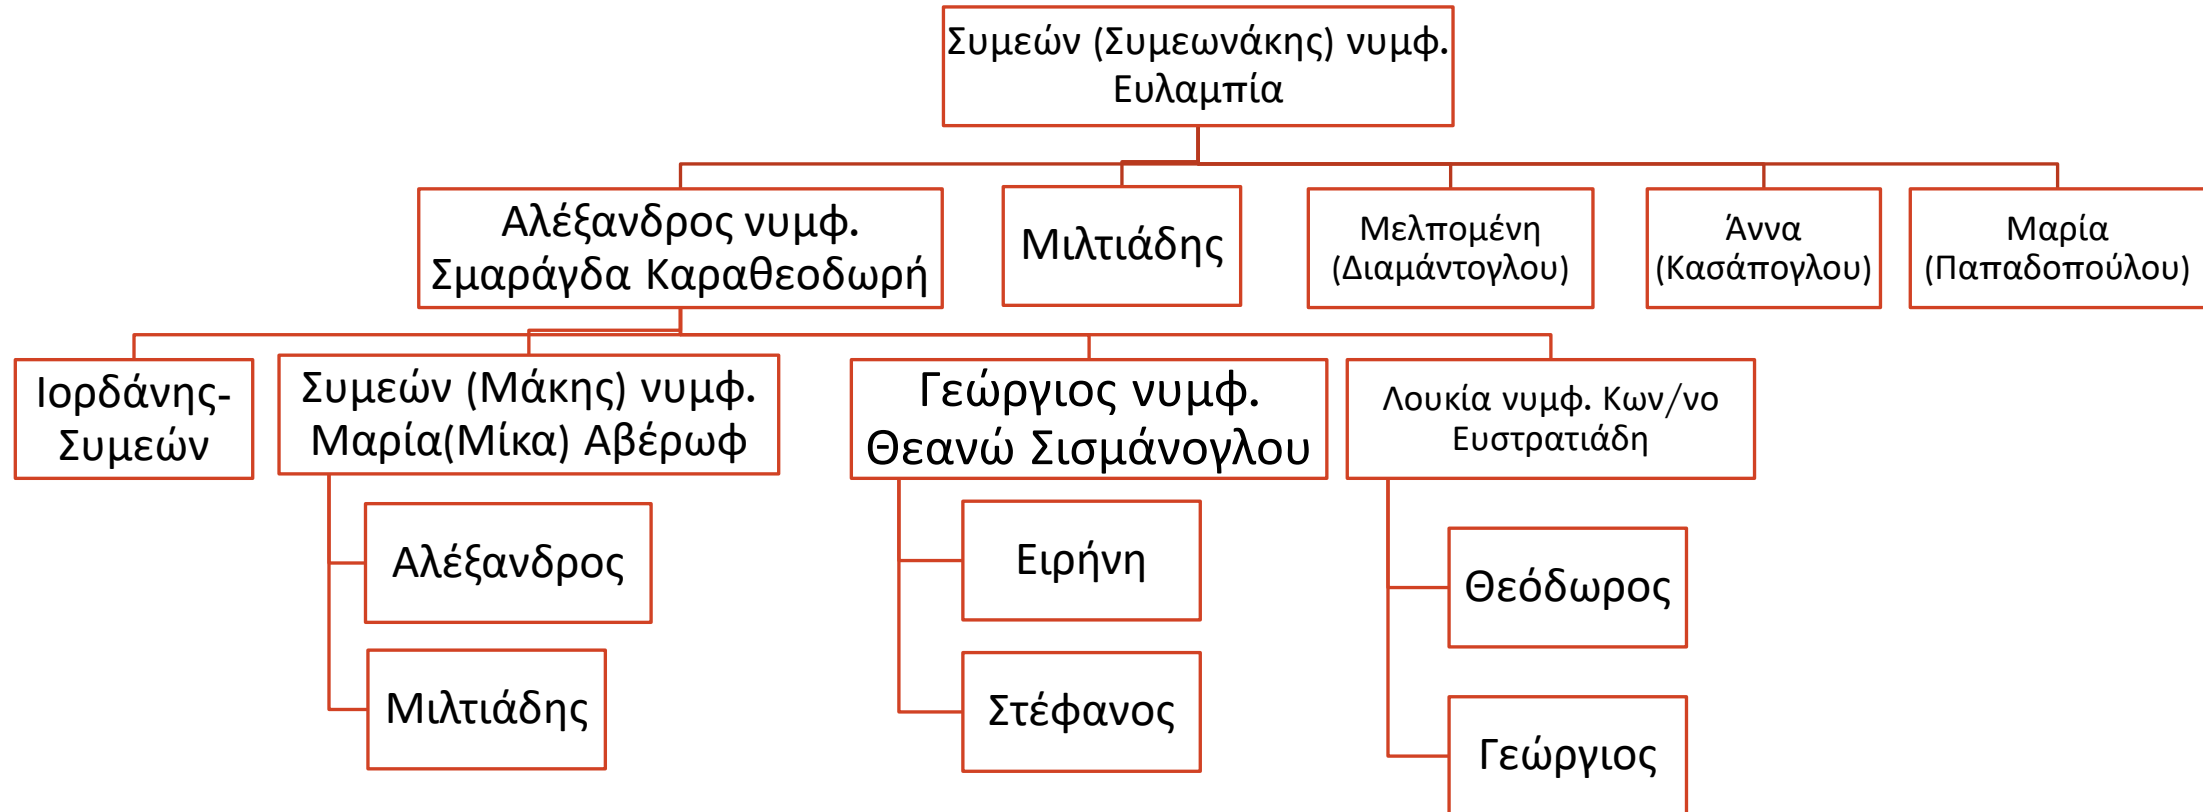 Συμεών (Συμεωνάκης) νυμφ.
Ευλαμπία
Αλέξανδρος νυμφ.
Σμαράγδα Καραθεοδωρή
Μιλτιάδης
Μελπομένη
(Διαμάντογλου)
Άννα
(Κασάπογλου)
Μαρία
(Παπαδοπούλου)
Ιορδάνης-
Συμεών
Συμεών (Μάκης) νυμφ.
Μαρία(Μίκα) Αβέρωφ
Γεώργιος νυμφ.
Θεανώ Σισμάνογλου
Λουκία νυμφ. Κων/νο
Ευστρατιάδη
Αλέξανδρος
Μιλτιάδης
Ειρήνη
Στέφανος
Θεόδωρος
Γεώργιος